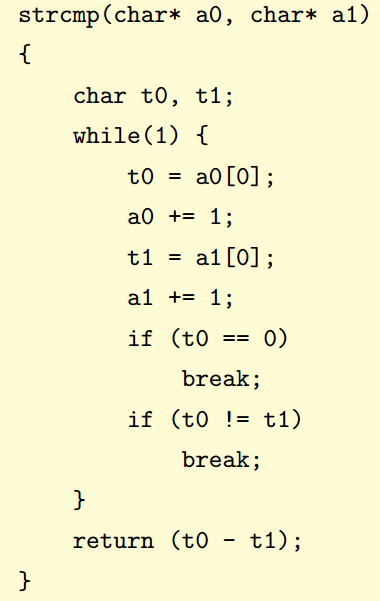 strcmp(char* a0, char* a1)
{
    char t0, t1;
    while(1) {
        t0 = a0[0];
        a0 += 1;
        t1 = a1[0];
        a1 += 1;
        if (t0 == 0)
            break;
        if (t0 != t1)
            break;
    }
    return (t0 - t1);
}